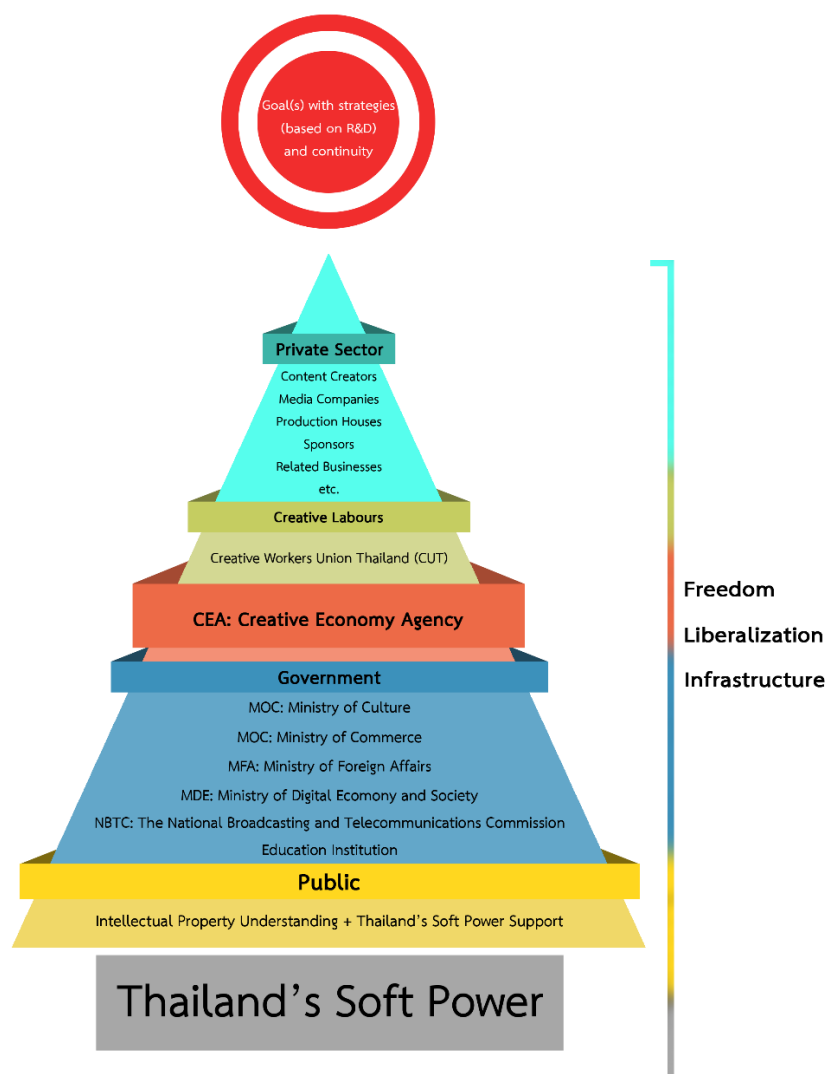 Goal(s) with strategies
(based on R&D)
and continuity
Private Sector
Content Creators
Media Companies
Production Houses
Sponsors
Related Businesses
etc.
Creative Labours
Creative Workers Union Thailand (CUT)
CEA: Creative Economy Agency
Government
MOC: Ministry of Culture
MOC: Ministry of Commerce
MFA: Ministry of Foreign Affairs
MDE: Ministry of Digital Ecomony and Society
NBTC: The National Broadcasting and Telecommunications Commission
Education Institution
Public
Intellectual Property Understanding + Thailand's Soft Power Support
Thailand's Soft Power
Freedom
Liberalization
Infrastructure